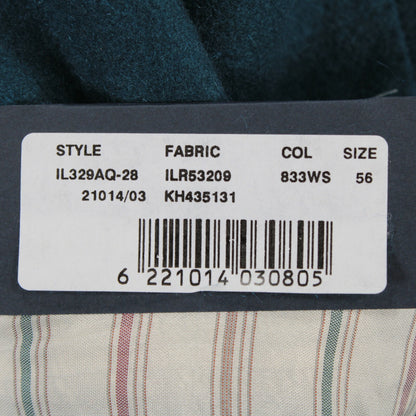 STYLE FABRIC COL SIZE
IL329AQ-28 ILR53209 833WS 56
21014/03 KH435131
6 221014 030805